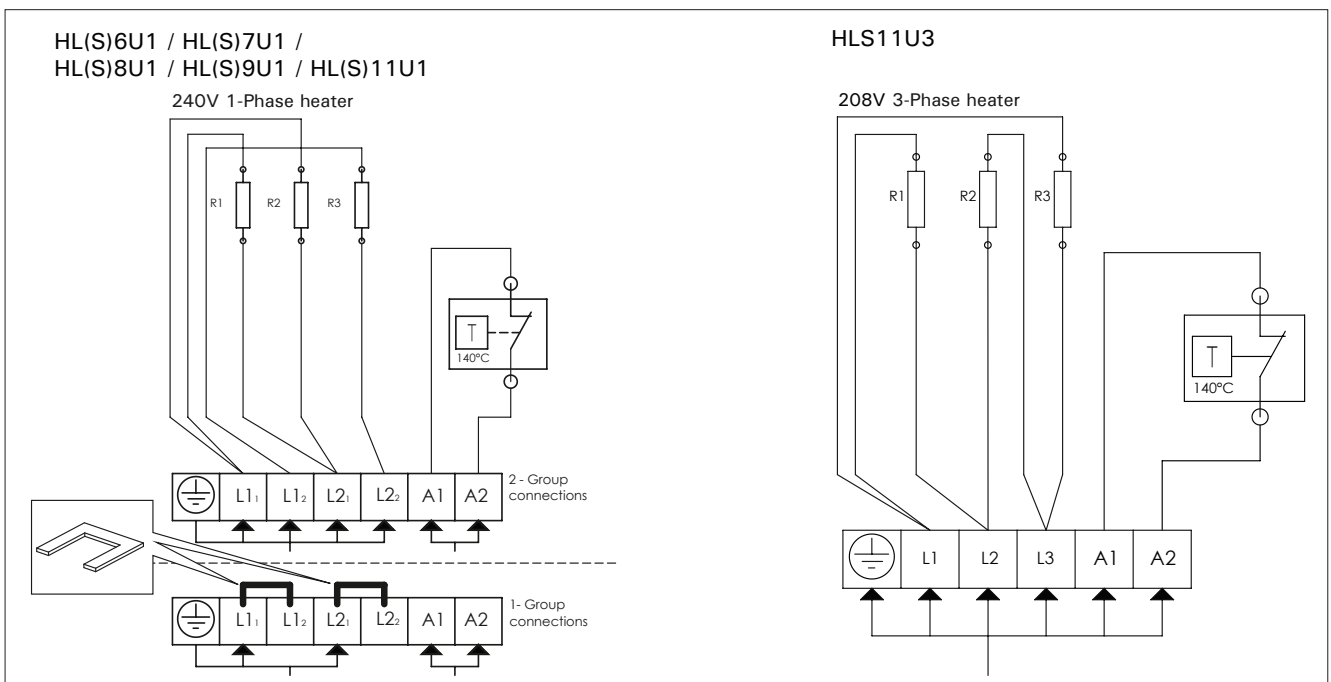 HL(S)6U1 / HL(S)7U1 /
HL(S)8U1 / HL(S)9U1 / HL(S)11U1
240V 1-Phase heater
R1
R2
R3
T
140°C
L1₁
L1₂
L2₁
L2₂
A1
A2
2 - Group
connections
L1₁
L1₂
L2₁
L2₂
A1
A2
1- Group
connections
HLS11U3
208V 3-Phase heater
R1
R2
R3
T
140°C
L1
L2
L3
A1
A2